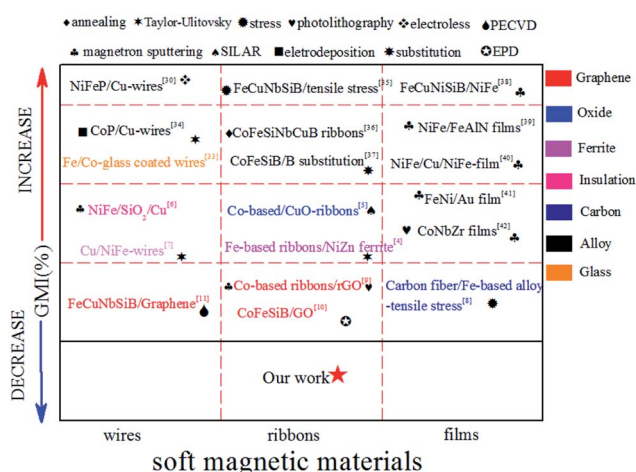 ♦annealing ✶Taylor-Ulitovsky ✹stress ♥photolithography ❖electroless 💧PECVD
♣ magnetron sputtering ♠SILAR ■eletrodeposition ✷substitution ✪EPD
NiFeP/Cu-wires[30]❖ ✹FeCuNbSiB/tensile stress[35] FeCuNiSiB/NiFe[38]♣
■CoP/Cu-wires[34]✶ ♦CoFeSiNbCuB ribbons[36] ♣ NiFe/FeAlN films[39]
Fe/Co-glass coated wires[33] CoFeSiB/B substitution[37]✷ NiFe/Cu/NiFe-film[40]♣
♣ NiFe/SiO2/Cu[6] Co-based/CuO-ribbons[5]♠ ♣FeNi/Au film[41]
Cu/NiFe-wires[7]✶ Fe-based ribbons/NiZn ferrite[4]✶ ♥ CoNbZr films[42]♣
FeCuNbSiB/Graphene[11]💧 ♣Co-based ribbons/rGO[9]♥ Carbon fiber/Fe-based alloy
CoFeSiB/GO[10]✪ -tensile stress[8]✹
Our work★
INCREASE
DECREASE
GMI(%)
wires ribbons films
soft magnetic materials
Graphene
Oxide
Ferrite
Insulation
Carbon
Alloy
Glass